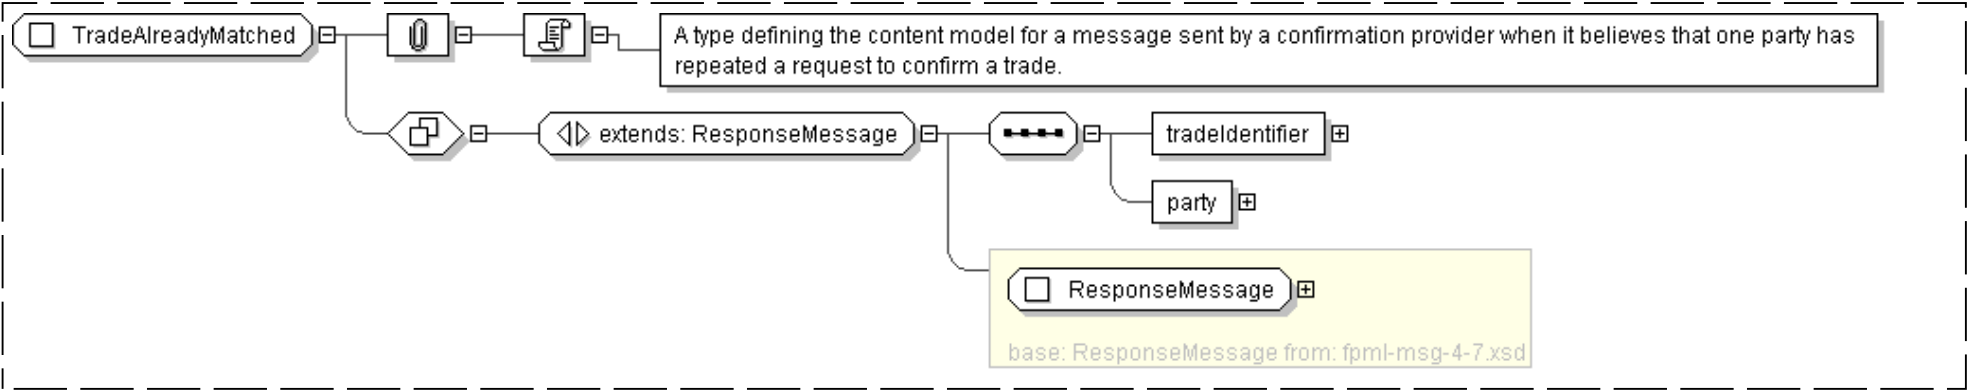 TradeAlreadyMatched
A type defining the content model for a message sent by a confirmation provider when it believes that one party has
repeated a request to confirm a trade.
extends: ResponseMessage
tradeIdentifier
party
ResponseMessage
base: ResponseMessage from: fpml-msg-4-7.xsd